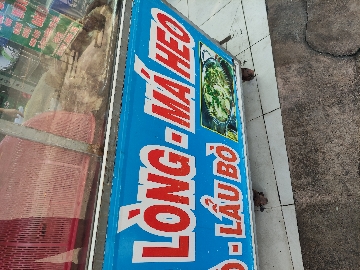 LÒNG - MÁ HEO
- LẨU BÒ